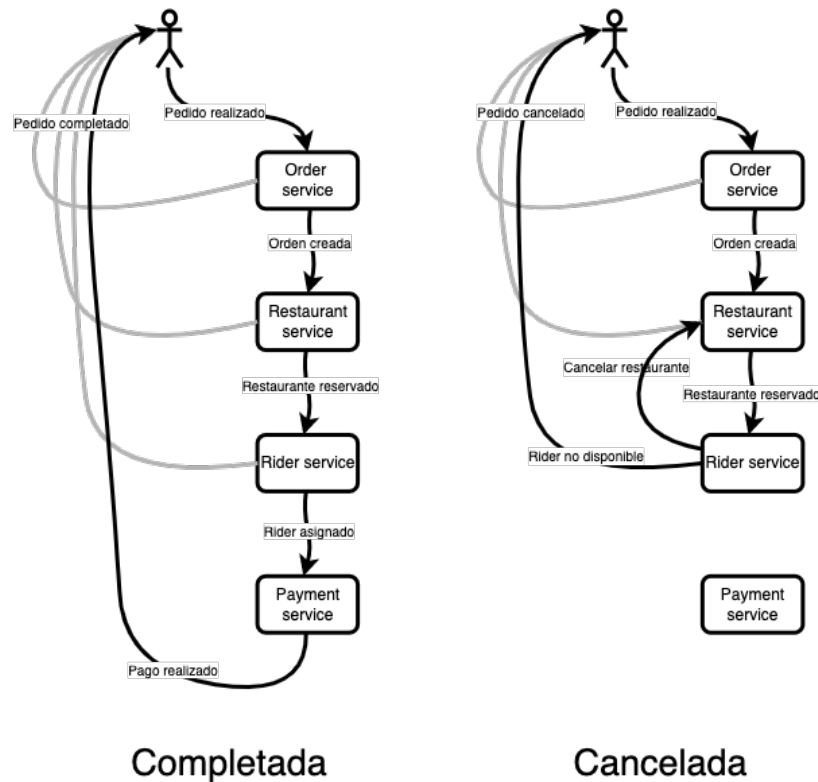 Pedido realizado
Pedido completado
Order
service
Orden creada
Restaurant
service
Restaurante reservado
Rider service
Rider asignado
Payment
service
Pago realizado
Completada
Pedido cancelado
Pedido realizado
Order
service
Orden creada
Restaurant
service
Cancelar restaurante
Restaurante reservado
Rider no disponible
Rider service
Payment
service
Cancelada